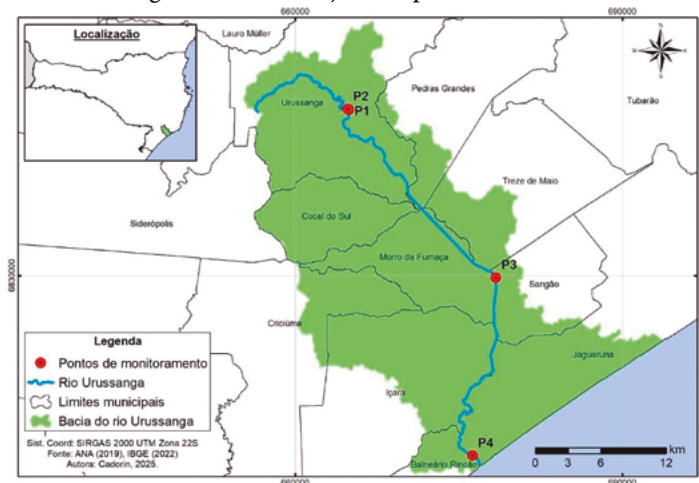 660000
690000
Localização
Lauro Müller
Pedras Grandes
Tubarão
Urussanga
P2
P1
Treze de Maio
Siderópolis
Cocal do Sul
Morro da Fumaça
P3
6830000
6830000
Sangão
Criciúma
Jaguaruna
Içara
P4
Balneário Rincão
Legenda
Pontos de monitoramento
Rio Urussanga
Limites municipais
Bacia do rio Urussanga
Sist. Coord: SIRGAS 2000 UTM Zona 22S
Fonte: ANA (2019), IBGE (2022)
Autora: Cadorin, 2025.
km
0 3 6 12
660000
690000